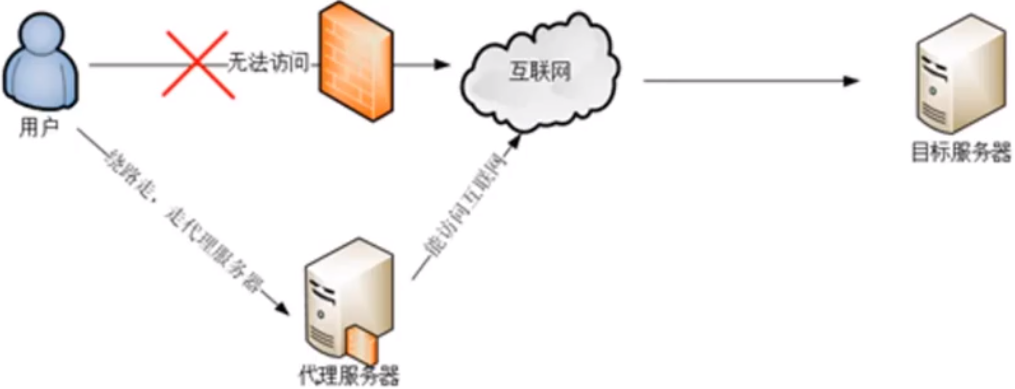 无法访问
互联网
用户
目标服务器
绕路走，走代理服务器
能访问互联网
代理服务器